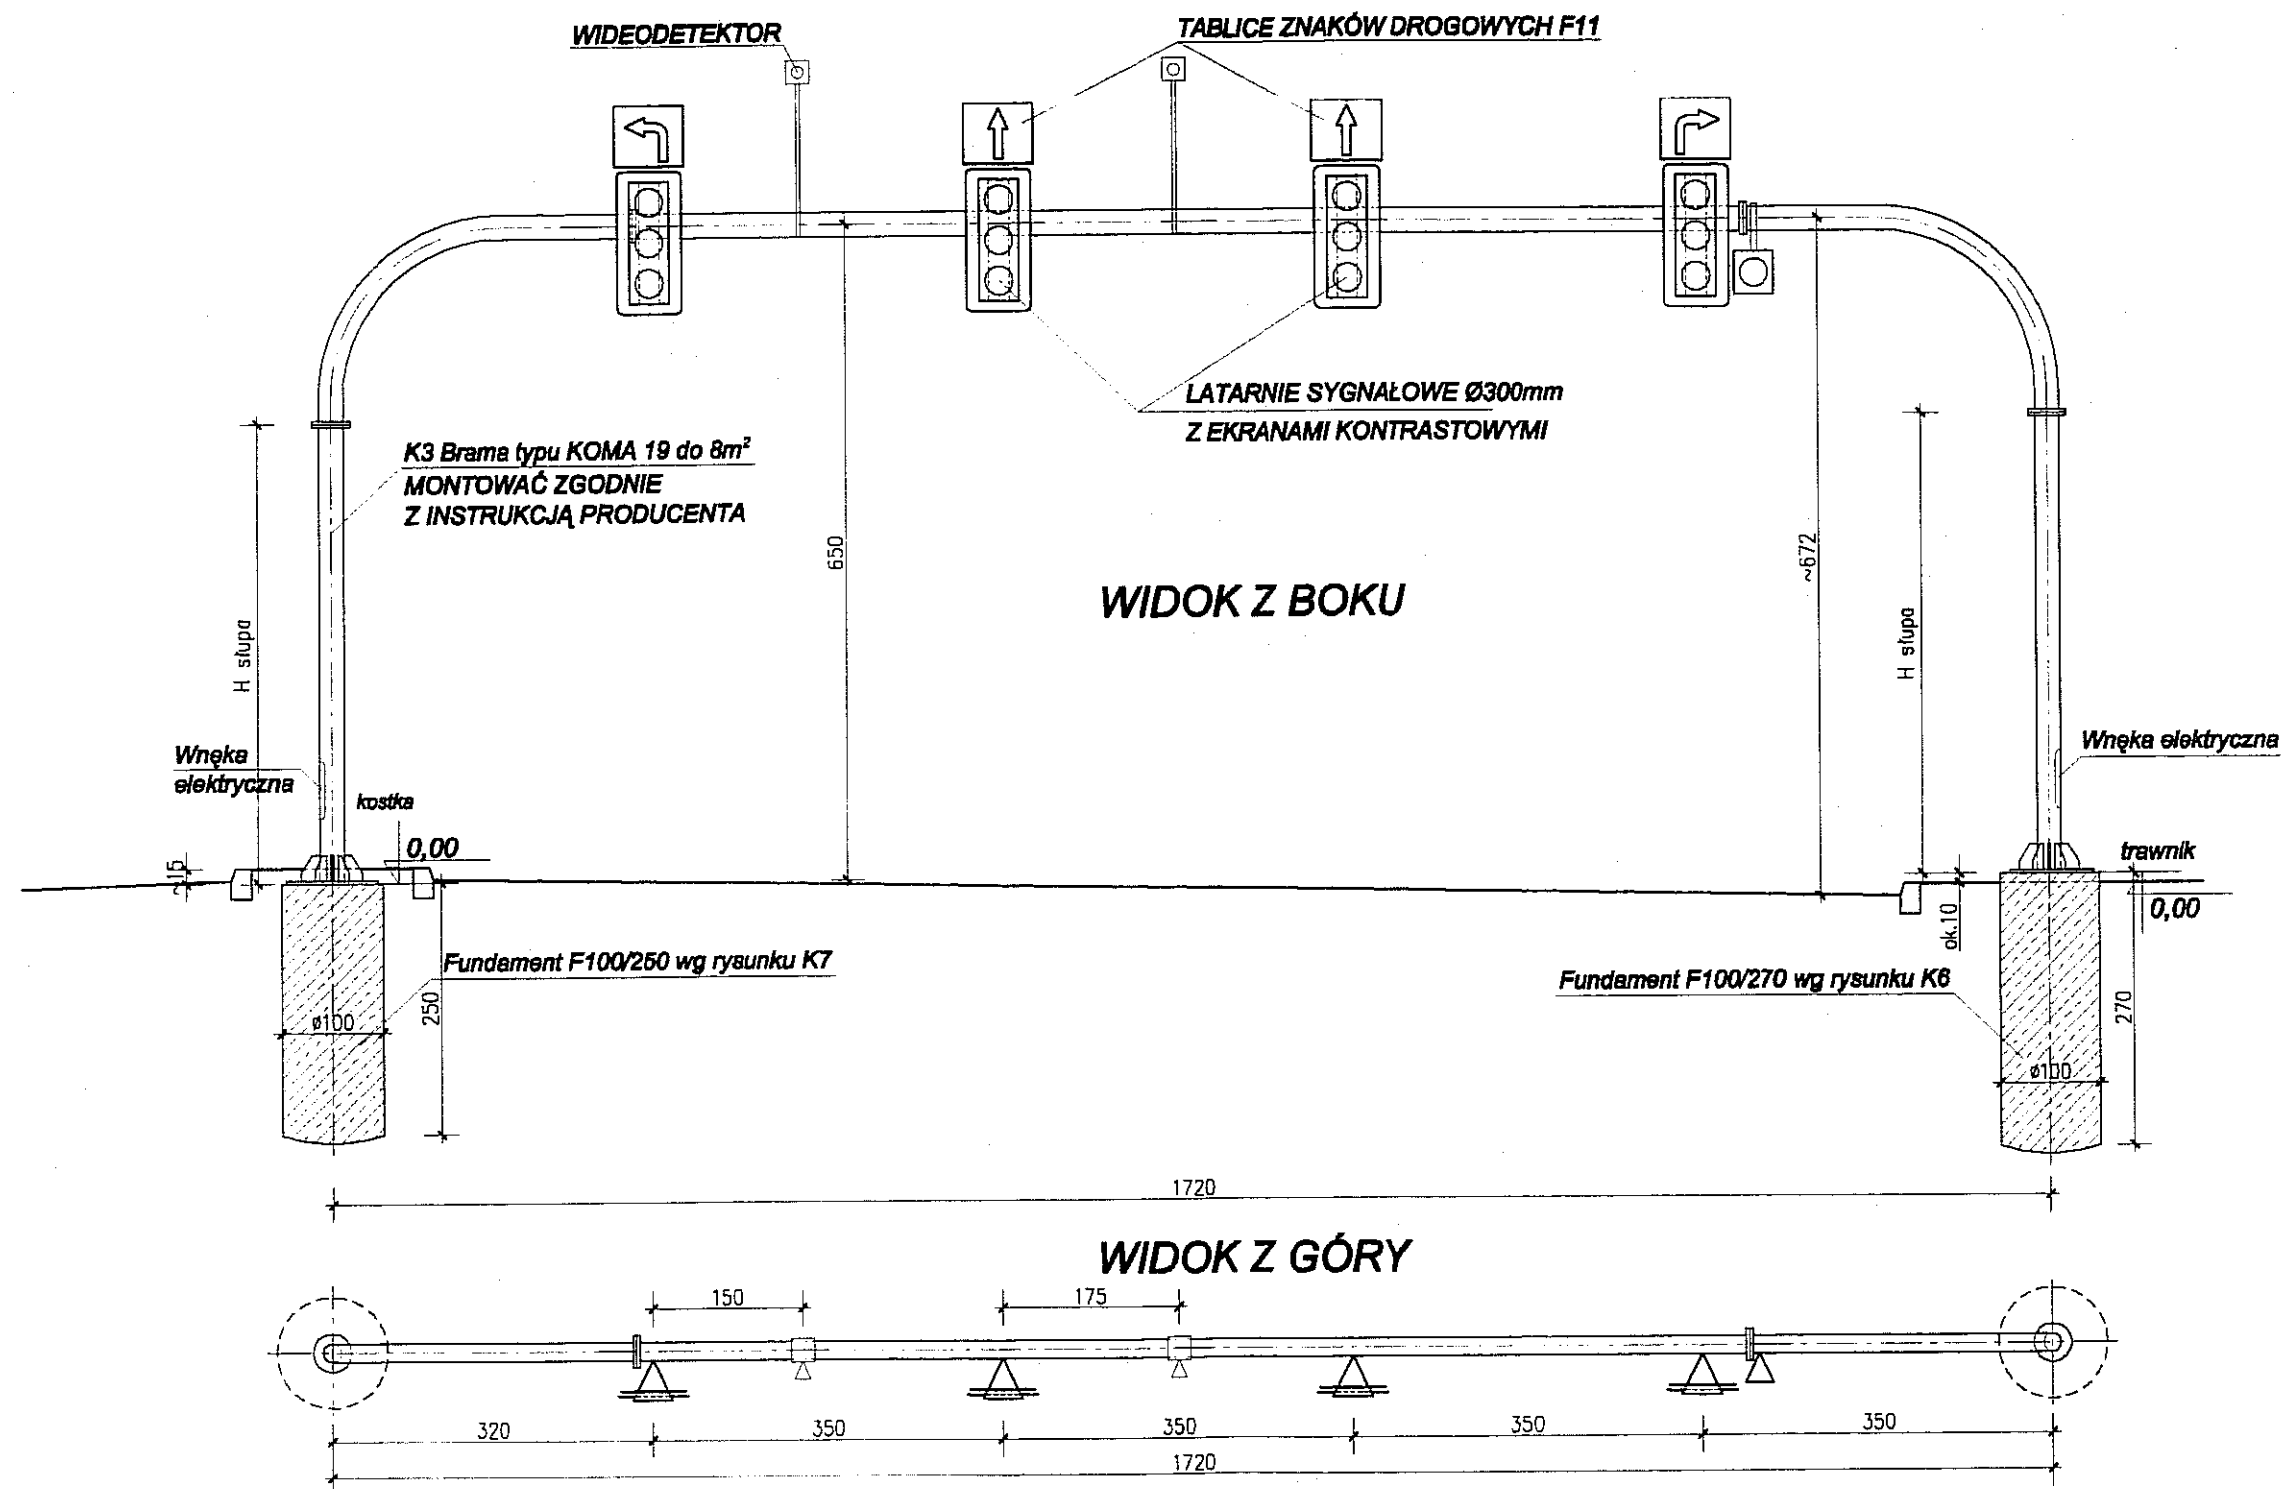 WIDEODETEKTOR
TABLICE ZNAKÓW DROGOWYCH F11
LATARNIE SYGNAŁOWE Ø300mm
Z EKRANAMI KONTRASTOWYMI
K3 Brama typu KOMA 19 do 8m²
MONTOWAĆ ZGODNIE
Z INSTRUKCJĄ PRODUCENTA
650
~672
WIDOK Z BOKU
H słupa
H słupa
Wnęka
elektryczna
Wnęka elektryczna
kostka
0,00
~15
trawnik
0,00
ok.10
Fundament F100/250 wg rysunku K7
Fundament F100/270 wg rysunku K6
250
270
ø100
ø100
1720
WIDOK Z GÓRY
150
175
320
350
350
350
350
1720